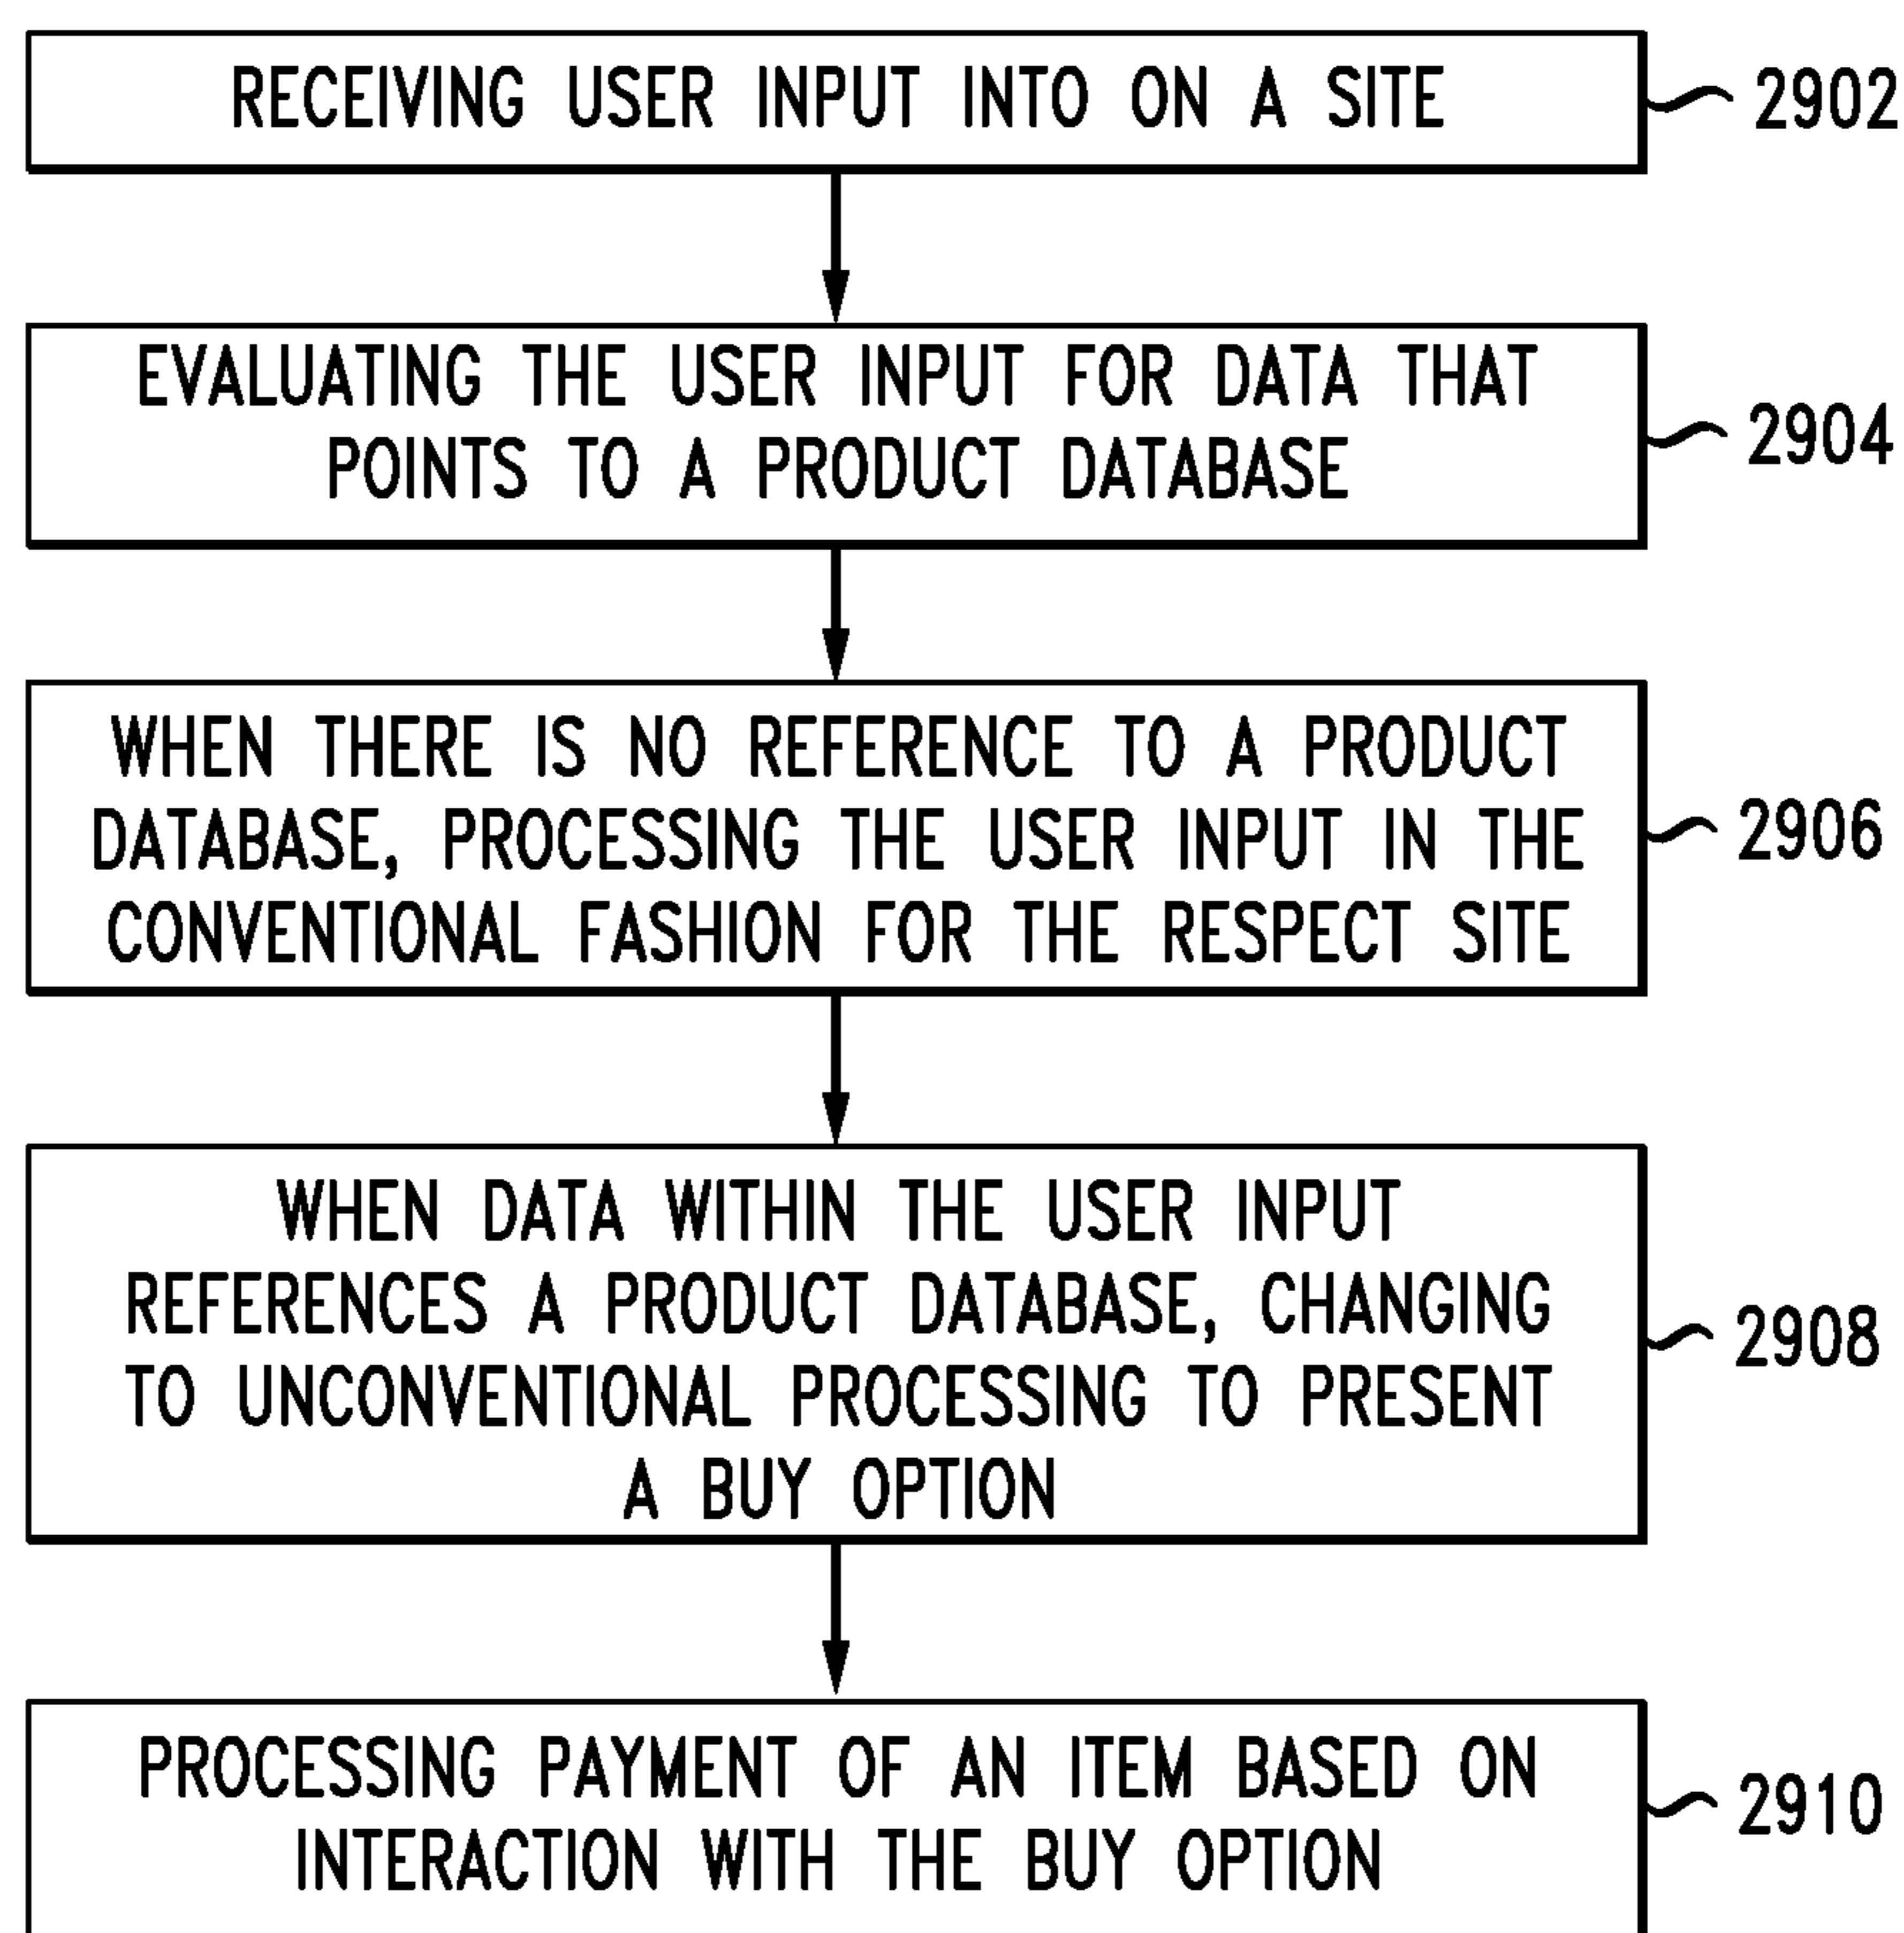 RECEIVING USER INPUT INTO ON A SITE
2902
EVALUATING THE USER INPUT FOR DATA THAT
POINTS TO A PRODUCT DATABASE
2904
WHEN THERE IS NO REFERENCE TO A PRODUCT
DATABASE, PROCESSING THE USER INPUT IN THE
CONVENTIONAL FASHION FOR THE RESPECT SITE
2906
WHEN DATA WITHIN THE USER INPUT
REFERENCES A PRODUCT DATABASE, CHANGING
TO UNCONVENTIONAL PROCESSING TO PRESENT
A BUY OPTION
2908
PROCESSING PAYMENT OF AN ITEM BASED ON
INTERACTION WITH THE BUY OPTION
2910